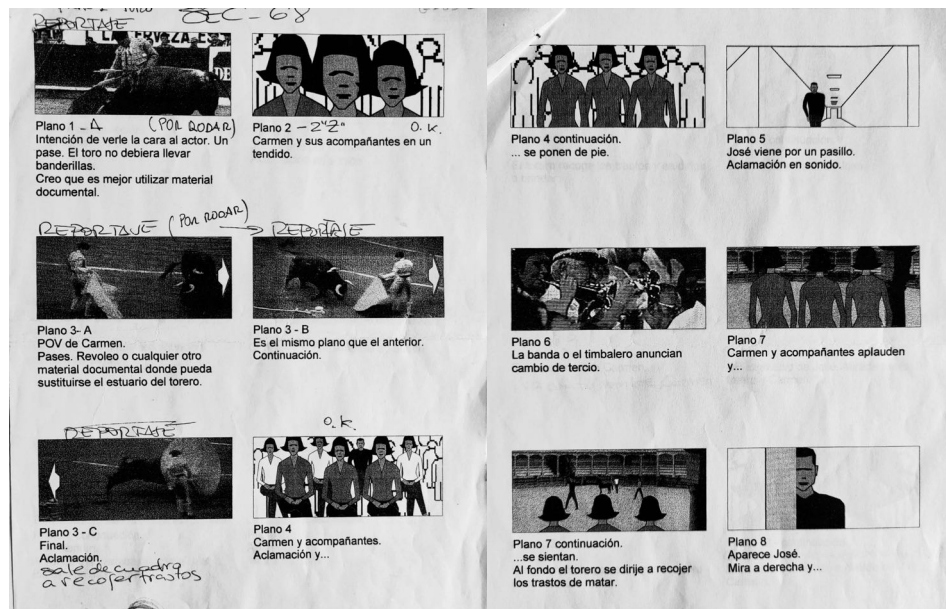 SEC-68
REPORTAJE
LA CERVEZA ES
Plano 1 - A (POR RODAR)
Intención de verle la cara al actor. Un
pase. El toro no debiera llevar
banderillas.
Creo que es mejor utilizar material
documental.
Plano 2 O.K.
Carmen y sus acompañantes en un
tendido.
REPORTAJE (POR RODAR) → REPORTAJE
Plano 3- A
POV de Carmen.
Pases. Revoleo o cualquier otro
material documental donde pueda
sustituirse el estuario del torero.
Plano 3 - B
Es el mismo plano que el anterior.
Continuación.
REPORTAJE
Plano 3 - C
Final.
Aclamación.
sale de cuadro
a recoger trastos
O.K.
Plano 4
Carmen y acompañantes.
Aclamación y...
Plano 4 continuación.
... se ponen de pie.
Plano 5
José viene por un pasillo.
Aclamación en sonido.
Plano 6
La banda o el timbalero anuncian
cambio de tercio.
Plano 7
Carmen y acompañantes aplauden
y...
Plano 7 continuación.
...se sientan.
Al fondo el torero se dirije a recojer
los trastos de matar.
Plano 8
Aparece José.
Mira a derecha y...